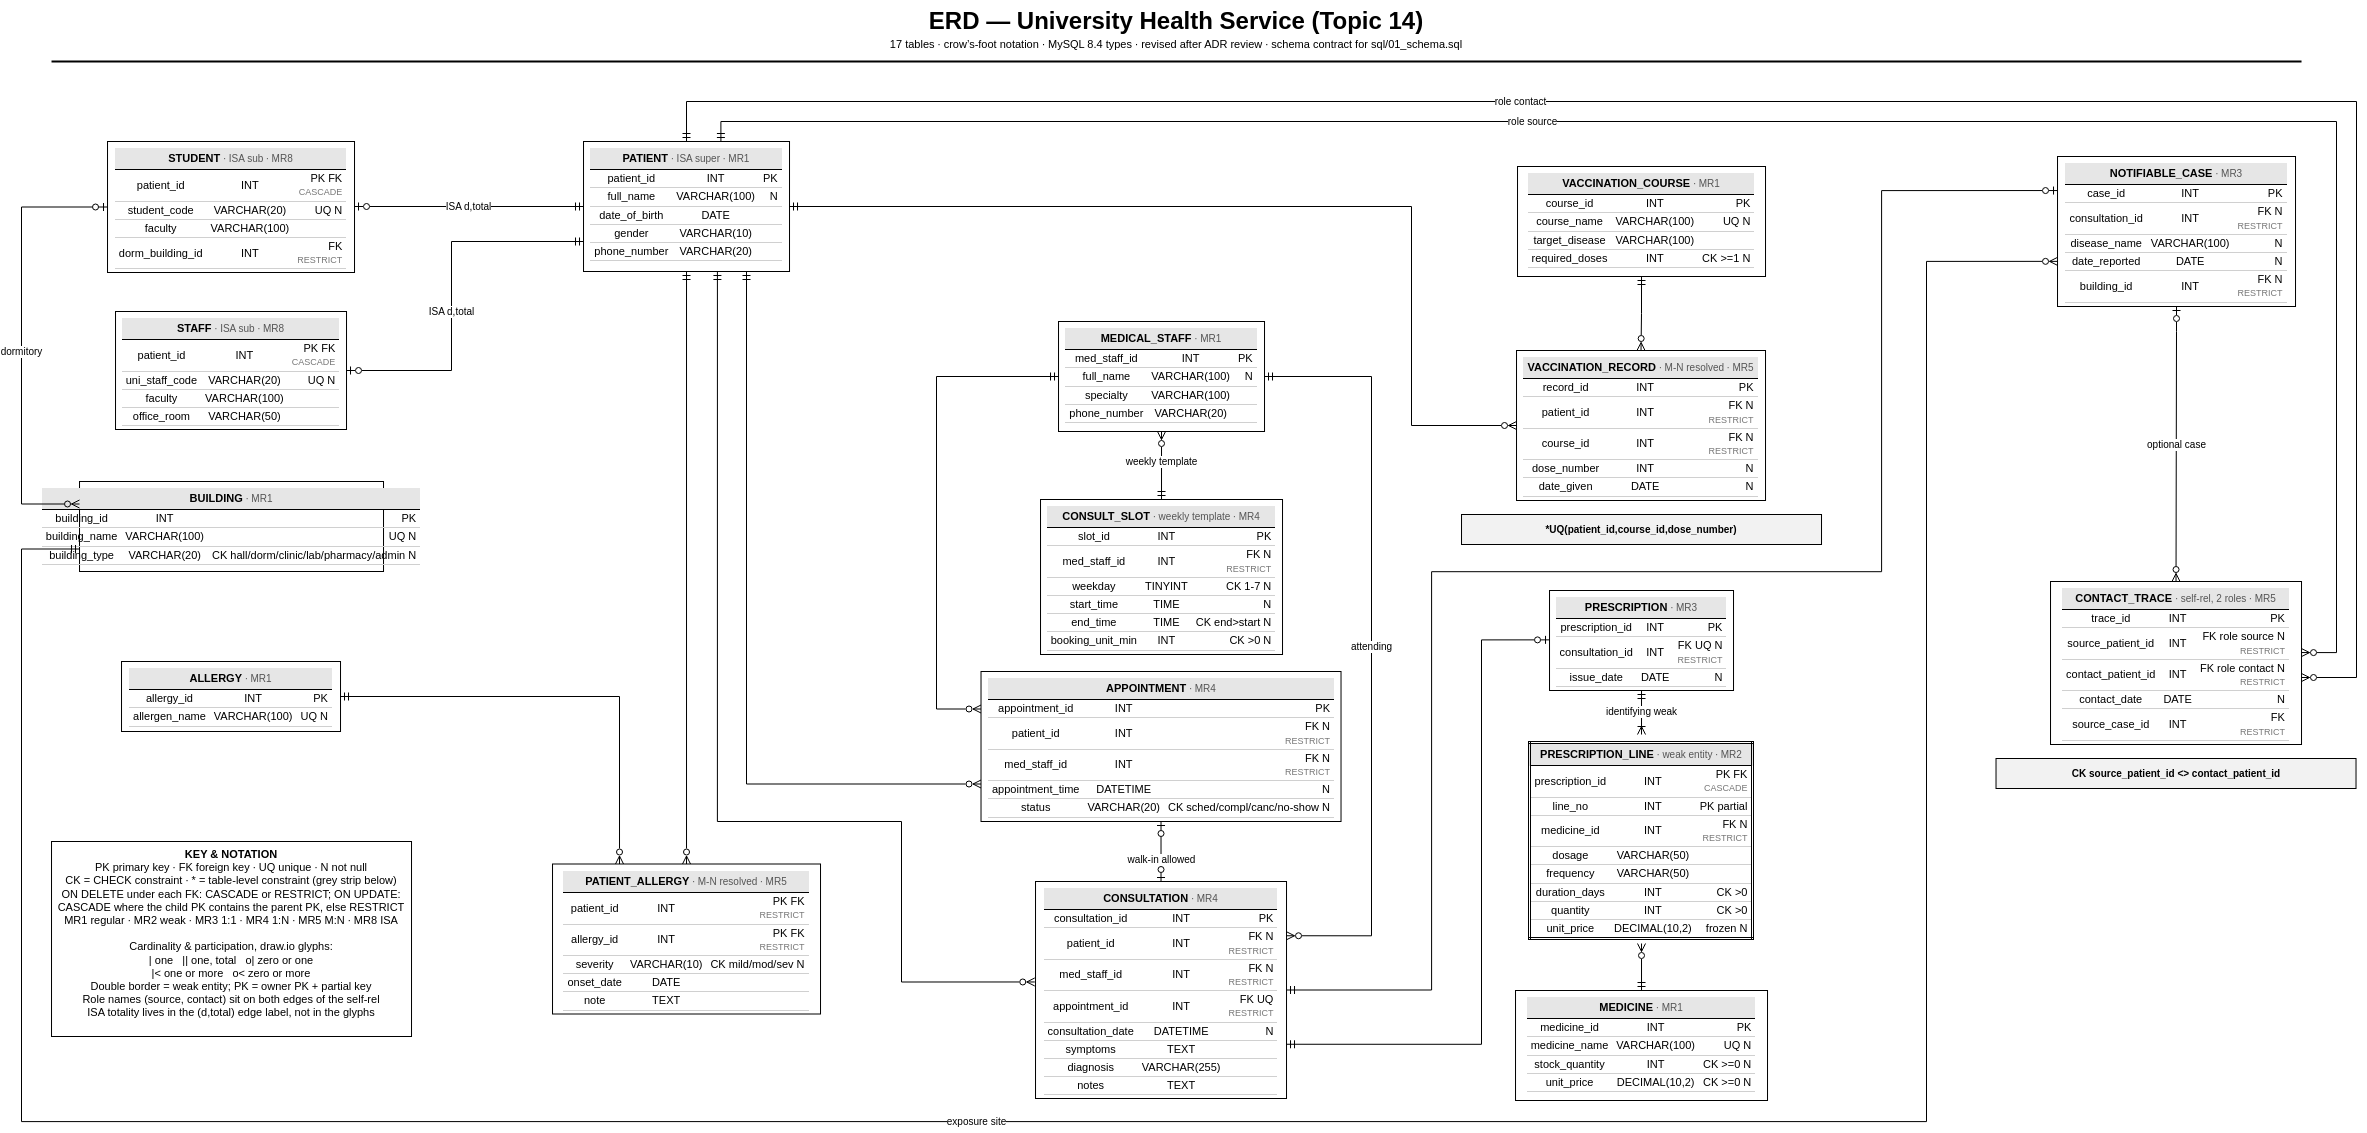 ERD — University Health Service (Topic 14)
17 tables · crow's-foot notation · MySQL 8.4 types · revised after ADR review · schema contract for sql/01_schema.sql
role contact
role source
STUDENT · ISA sub · MR8
patient_id INT PK FK
CASCADE
student_code VARCHAR(20) UQ N
faculty VARCHAR(100)
dorm_building_id INT FK
RESTRICT
ISA d,total
PATIENT · ISA super · MR1
patient_id INT PK
full_name VARCHAR(100) N
date_of_birth DATE
gender VARCHAR(10)
phone_number VARCHAR(20)
VACCINATION_COURSE · MR1
course_id INT PK
course_name VARCHAR(100) UQ N
target_disease VARCHAR(100)
required_doses INT CK >=1 N
NOTIFIABLE_CASE · MR3
case_id INT PK
consultation_id INT FK N
RESTRICT
disease_name VARCHAR(100) N
date_reported DATE N
building_id INT FK N
RESTRICT
ISA d,total
STAFF · ISA sub · MR8
patient_id INT PK FK
CASCADE
uni_staff_code VARCHAR(20) UQ N
faculty VARCHAR(100)
office_room VARCHAR(50)
dormitory
MEDICAL_STAFF · MR1
med_staff_id INT PK
full_name VARCHAR(100) N
specialty VARCHAR(100)
phone_number VARCHAR(20)
weekly template
VACCINATION_RECORD · M-N resolved · MR5
record_id INT PK
patient_id INT FK N
RESTRICT
course_id INT FK N
RESTRICT
dose_number INT N
date_given DATE N
*UQ(patient_id,course_id,dose_number)
optional case
BUILDING · MR1
building_id INT PK
building_name VARCHAR(100) UQ N
building_type VARCHAR(20) CK hall/dorm/clinic/lab/pharmacy/admin N
CONSULT_SLOT · weekly template · MR4
slot_id INT PK
med_staff_id INT FK N
RESTRICT
weekday TINYINT CK 1-7 N
start_time TIME N
end_time TIME CK end>start N
booking_unit_min INT CK >0 N
attending
PRESCRIPTION · MR3
prescription_id INT PK
consultation_id INT FK UQ N
RESTRICT
issue_date DATE N
identifying weak
CONTACT_TRACE · self-rel, 2 roles · MR5
trace_id INT PK
source_patient_id INT FK role source N
RESTRICT
contact_patient_id INT FK role contact N
RESTRICT
contact_date DATE N
source_case_id INT FK
RESTRICT
CK source_patient_id <> contact_patient_id
ALLERGY · MR1
allergy_id INT PK
allergen_name VARCHAR(100) UQ N
APPOINTMENT · MR4
appointment_id INT PK
patient_id INT FK N
RESTRICT
med_staff_id INT FK N
RESTRICT
appointment_time DATETIME N
status VARCHAR(20) CK sched/compl/canc/no-show N
walk-in allowed
PRESCRIPTION_LINE · weak entity · MR2
prescription_id INT PK FK
CASCADE
line_no INT PK partial
medicine_id INT FK N
RESTRICT
dosage VARCHAR(50)
frequency VARCHAR(50)
duration_days INT CK >0
quantity INT CK >0
unit_price DECIMAL(10,2) frozen N
KEY & NOTATION
PK primary key · FK foreign key · UQ unique · N not null
CK = CHECK constraint · * = table-level constraint (grey strip below)
ON DELETE under each FK: CASCADE or RESTRICT; ON UPDATE:
CASCADE where the child PK contains the parent PK, else RESTRICT
MR1 regular · MR2 weak · MR3 1:1 · MR4 1:N · MR5 M:N · MR8 ISA
Cardinality & participation, draw.io glyphs:
| one || one, total o| zero or one
|< one or more o< zero or more
Double border = weak entity; PK = owner PK + partial key
Role names (source, contact) sit on both edges of the self-rel
ISA totality lives in the (d,total) edge label, not in the glyphs
PATIENT_ALLERGY · M-N resolved · MR5
patient_id INT PK FK
RESTRICT
allergy_id INT PK FK
RESTRICT
severity VARCHAR(10) CK mild/mod/sev N
onset_date DATE
note TEXT
CONSULTATION · MR4
consultation_id INT PK
patient_id INT FK N
RESTRICT
med_staff_id INT FK N
RESTRICT
appointment_id INT FK UQ
RESTRICT
consultation_date DATETIME N
symptoms TEXT
diagnosis VARCHAR(255)
notes TEXT
MEDICINE · MR1
medicine_id INT PK
medicine_name VARCHAR(100) UQ N
stock_quantity INT CK >=0 N
unit_price DECIMAL(10,2) CK >=0 N
exposure site